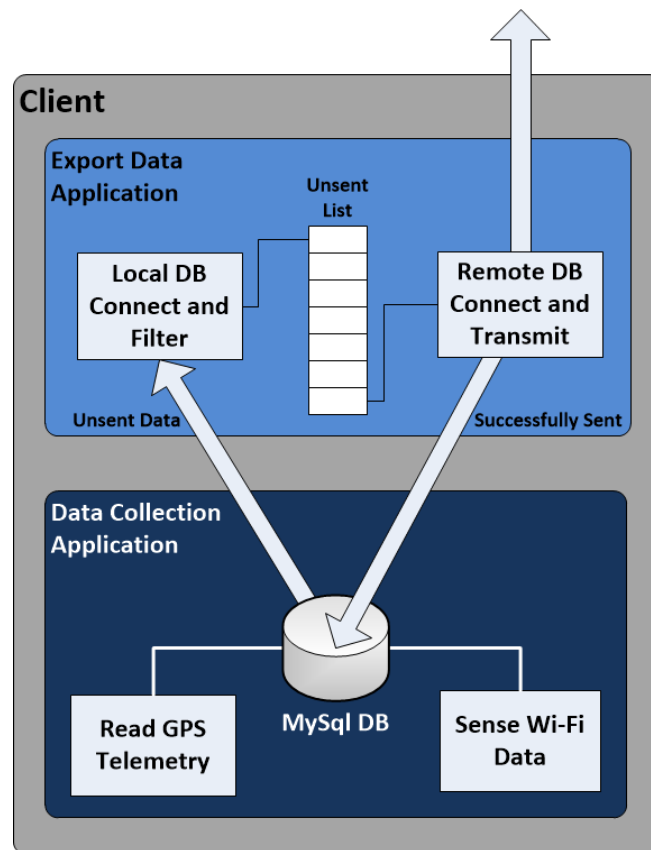 Client
Export Data
Application
Unsent
List
Local DB
Connect and
Filter
Remote DB
Connect and
Transmit
Unsent Data
Successfully Sent
Data Collection
Application
MySql DB
Read GPS
Telemetry
Sense Wi-Fi
Data